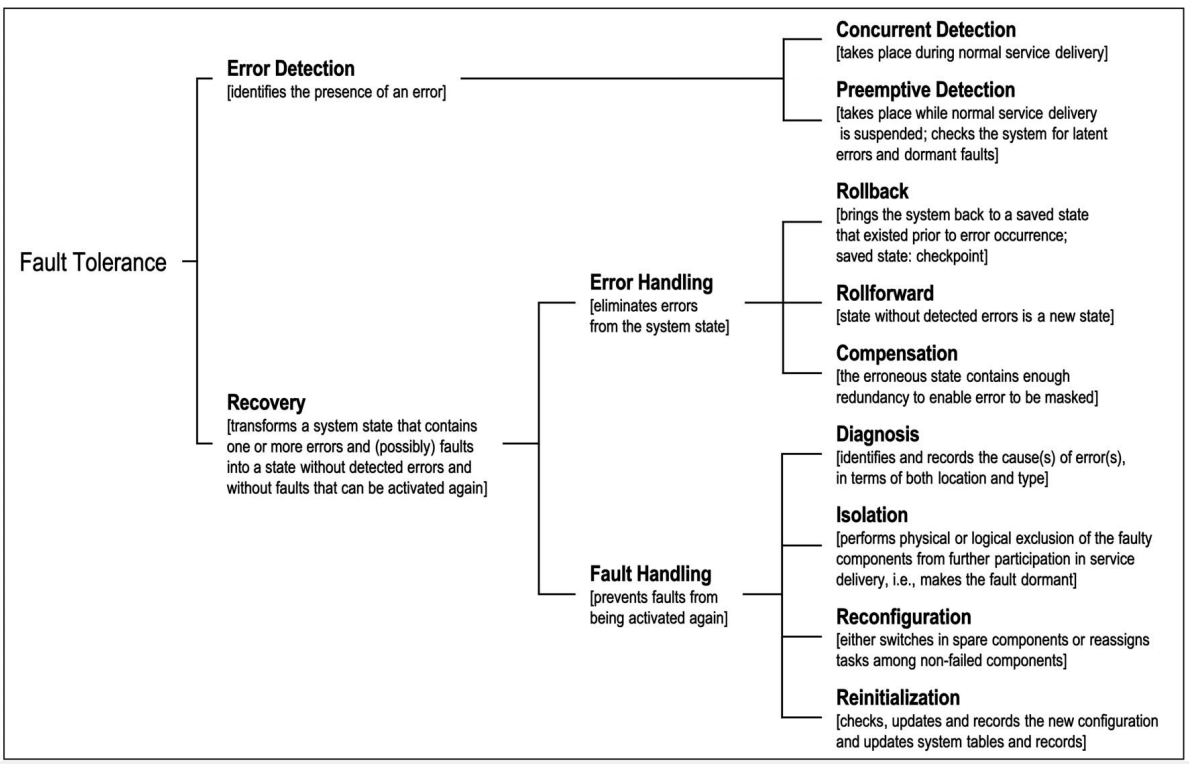 Fault Tolerance
Error Detection
[identifies the presence of an error]
Concurrent Detection
[takes place during normal service delivery]
Preemptive Detection
[takes place while normal service delivery
is suspended; checks the system for latent
errors and dormant faults]
Recovery
[transforms a system state that contains
one or more errors and (possibly) faults
into a state without detected errors and
without faults that can be activated again]
Error Handling
[eliminates errors
from the system state]
Rollback
[brings the system back to a saved state
that existed prior to error occurrence;
saved state: checkpoint]
Rollforward
[state without detected errors is a new state]
Compensation
[the erroneous state contains enough
redundancy to enable error to be masked]
Fault Handling
[prevents faults from
being activated again]
Diagnosis
[identifies and records the cause(s) of error(s),
in terms of both location and type]
Isolation
[performs physical or logical exclusion of the faulty
components from further participation in service
delivery, i.e., makes the fault dormant]
Reconfiguration
[either switches in spare components or reassigns
tasks among non-failed components]
Reinitialization
[checks, updates and records the new configuration
and updates system tables and records]